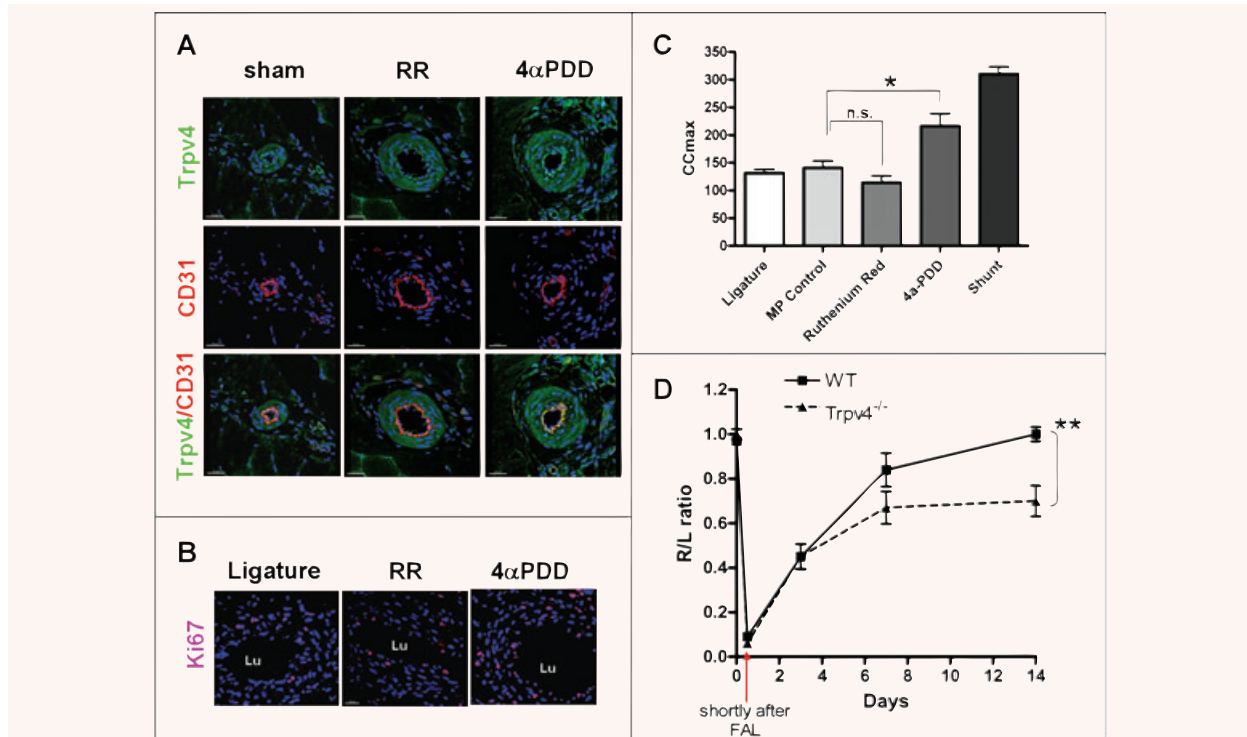 A
sham RR 4αPDD
Trpv4
CD31
Trpv4/CD31
B
Ligature RR 4αPDD
Ki67
Lu Lu Lu
C
CCmax
350
300
250
200
150
100
50
0
*
n.s.
Ligature
MP Control
Ruthenium Red
4a-PDD
Shunt
D
WT
Trpv4-/-
R/L ratio
1.2
1.0
0.8
0.6
0.4
0.2
0.0
**
0 2 4 6 8 10 12 14
Days
shortly after
FAL